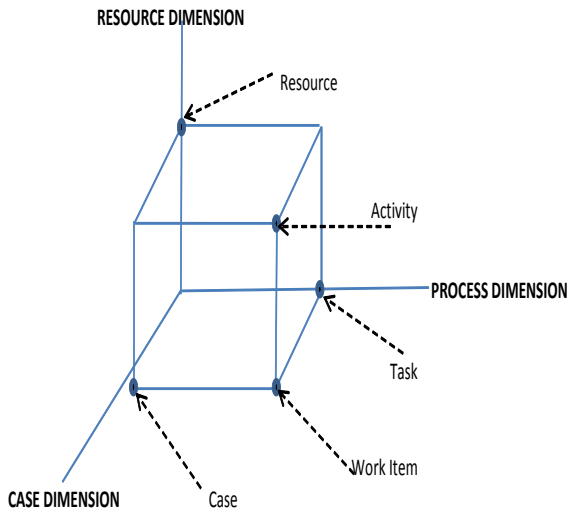 RESOURCE DIMENSION
Resource
Activity
PROCESS DIMENSION
Task
Work Item
CASE DIMENSION
Case